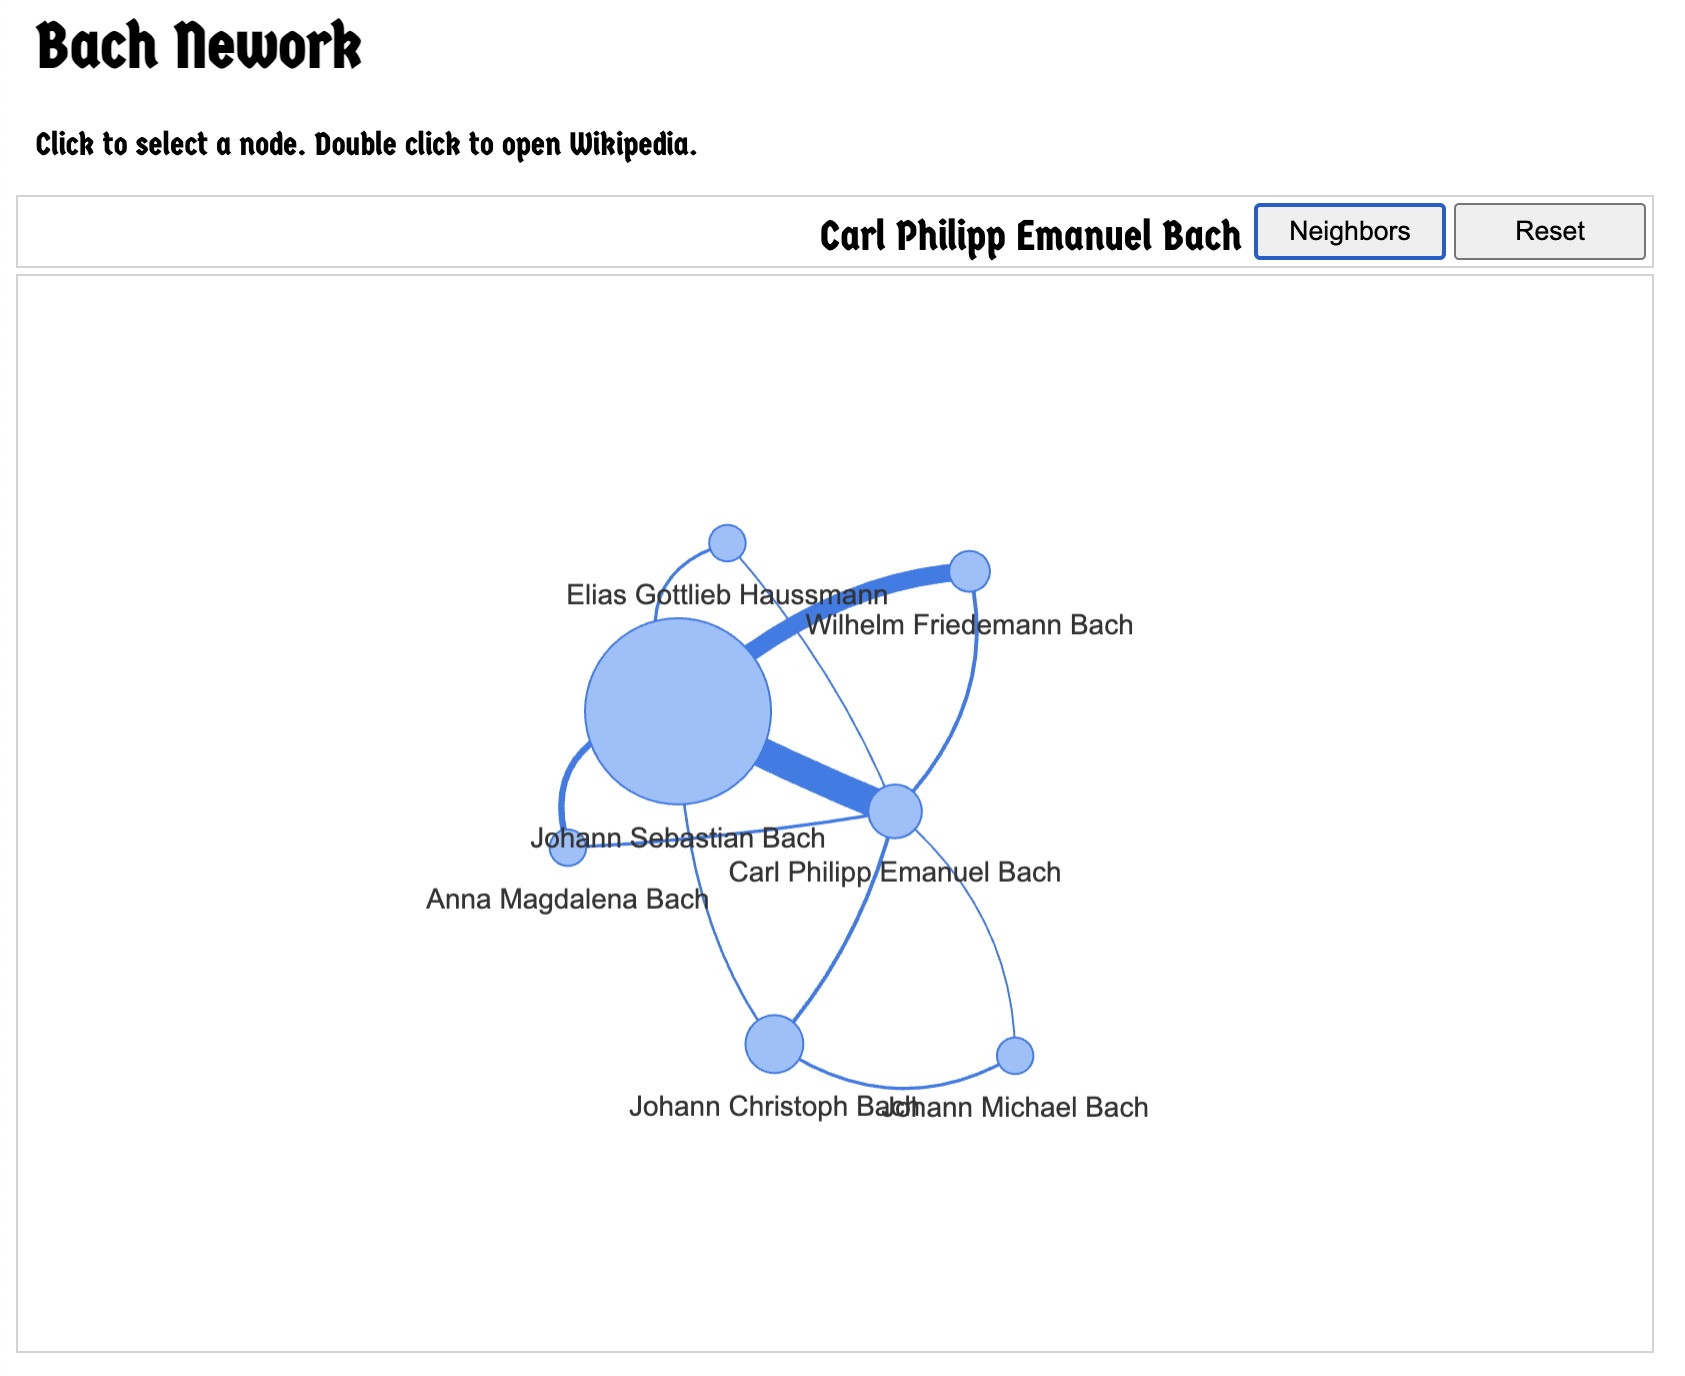 Bach Nework
Click to select a node. Double click to open Wikipedia.
Carl Philipp Emanuel Bach
Neighbors
Reset
Elias Gottlieb Haussmann
Wilhelm Friedemann Bach
Johann Sebastian Bach
Carl Philipp Emanuel Bach
Anna Magdalena Bach
Johann Christoph Bach
Johann Michael Bach